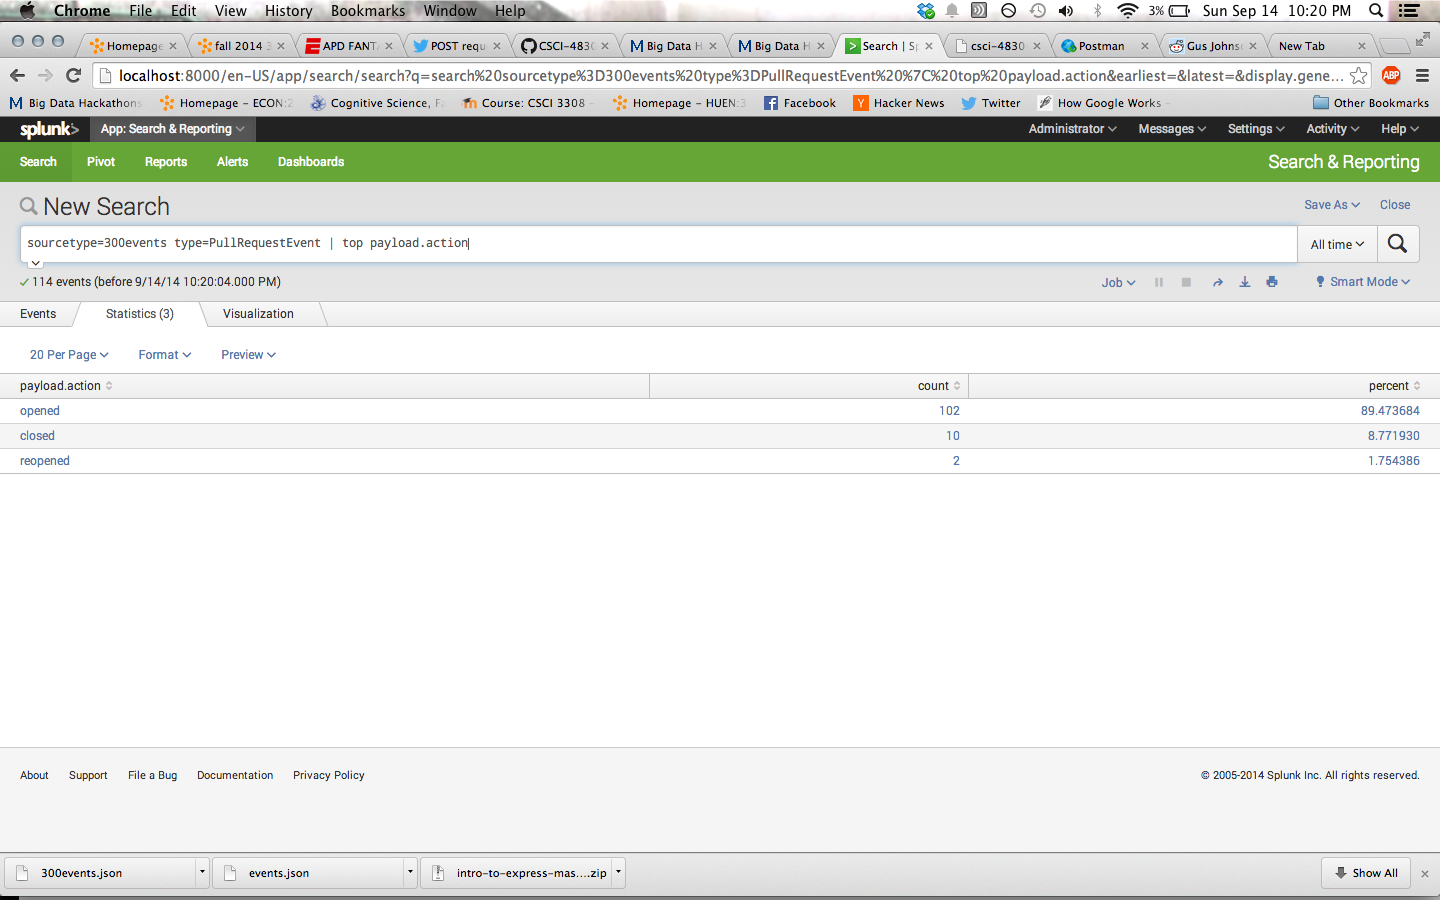 Chrome File Edit View History Bookmarks Window Help 3% Sun Sep 14 10:20 PM
Homepage fall 2014 3 APD FANTA POST requ CSCI-4830 Big Data H Big Data H Search | Sp csci-4830 Postman Gus Johnso New Tab
localhost:8000/en-US/app/search/search?q=search%20sourcetype%3D300events%20type%3DPullRequestEvent%20%7C%20top%20payload.action&earliest=&latest=&display.gene... ABP
Big Data Hackathons Homepage – ECON:2 Cognitive Science, Fa Course: CSCI 3308 – Homepage – HUEN:3 Facebook Hacker News Twitter How Google Works – Other Bookmarks
splunk> App: Search & Reporting Administrator Messages Settings Activity Help
Search Pivot Reports Alerts Dashboards Search & Reporting
New Search Save As Close
sourcetype=300events type=PullRequestEvent | top payload.action All time
114 events (before 9/14/14 10:20:04.000 PM) Job Smart Mode
Events Statistics (3) Visualization
20 Per Page Format Preview
payload.action count percent
opened 102 89.473684
closed 10 8.771930
reopened 2 1.754386
About Support File a Bug Documentation Privacy Policy © 2005-2014 Splunk Inc. All rights reserved.
300events.json events.json intro-to-express-mas....zip Show All